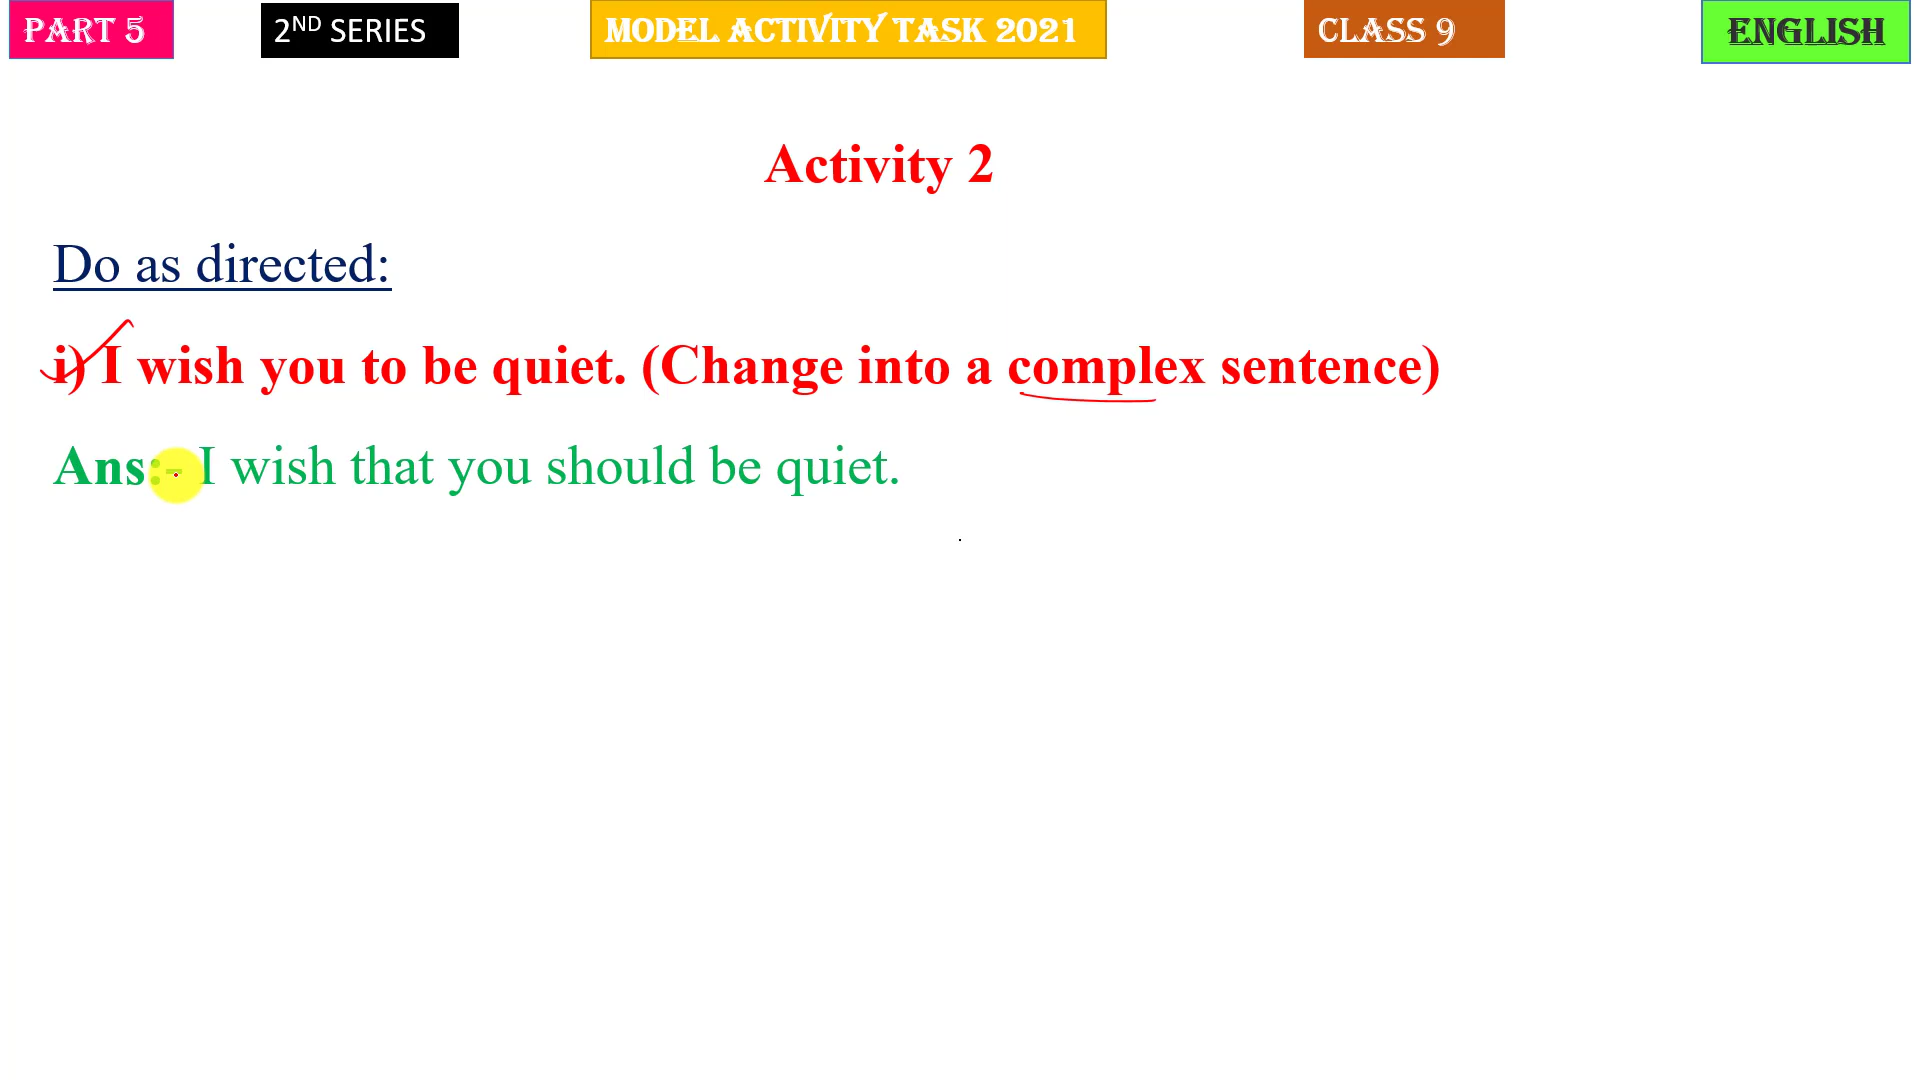 PART 5 2ND SERIES MODEL ACTIVITY TASK 2021 CLASS 9 ENGLISH
Activity 2
Do as directed:
i) I wish you to be quiet. (Change into a complex sentence)
Ans:- I wish that you should be quiet.